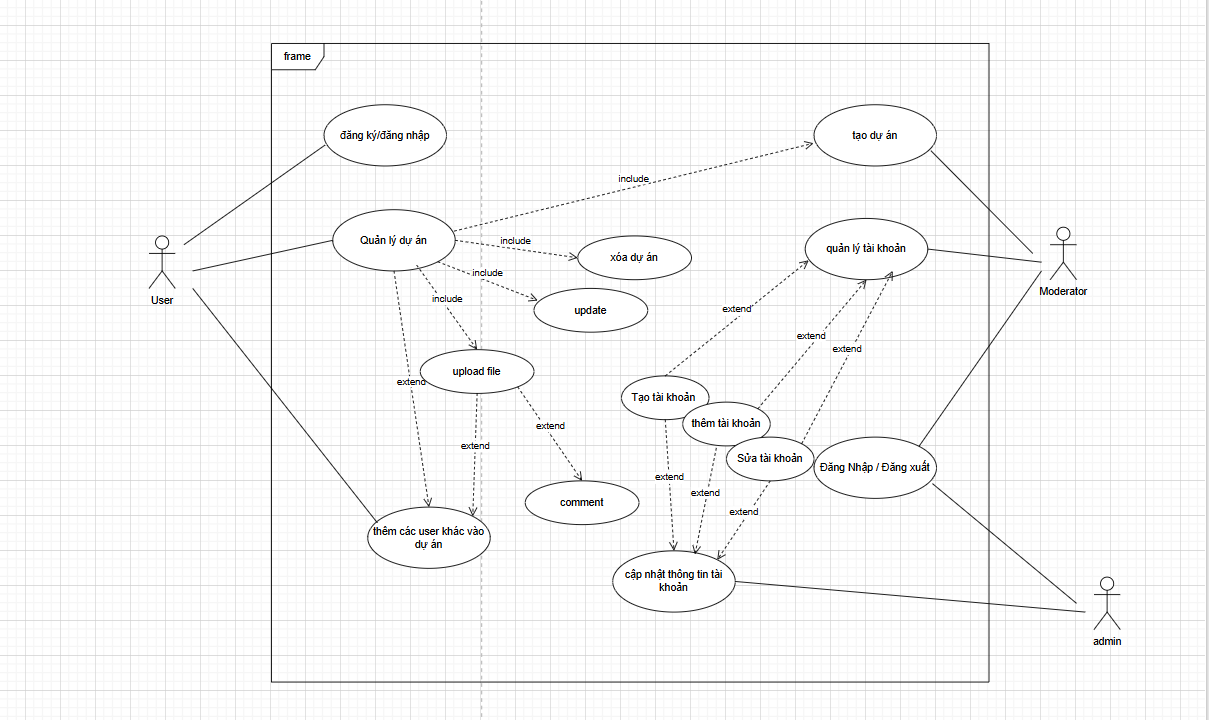 frame
đăng ký/đăng nhập
tạo dự án
include
Quản lý dự án
include
xóa dự án
quản lý tài khoản
include
include
update
User
Moderator
extend
extend
extend
upload file
extend
Tạo tài khoản
thêm tài khoản
extend
extend
Sửa tài khoản
Đăng Nhập / Đăng xuất
extend
extend
extend
comment
thêm các user khác vào
dự án
cập nhật thông tin tài
khoản
admin